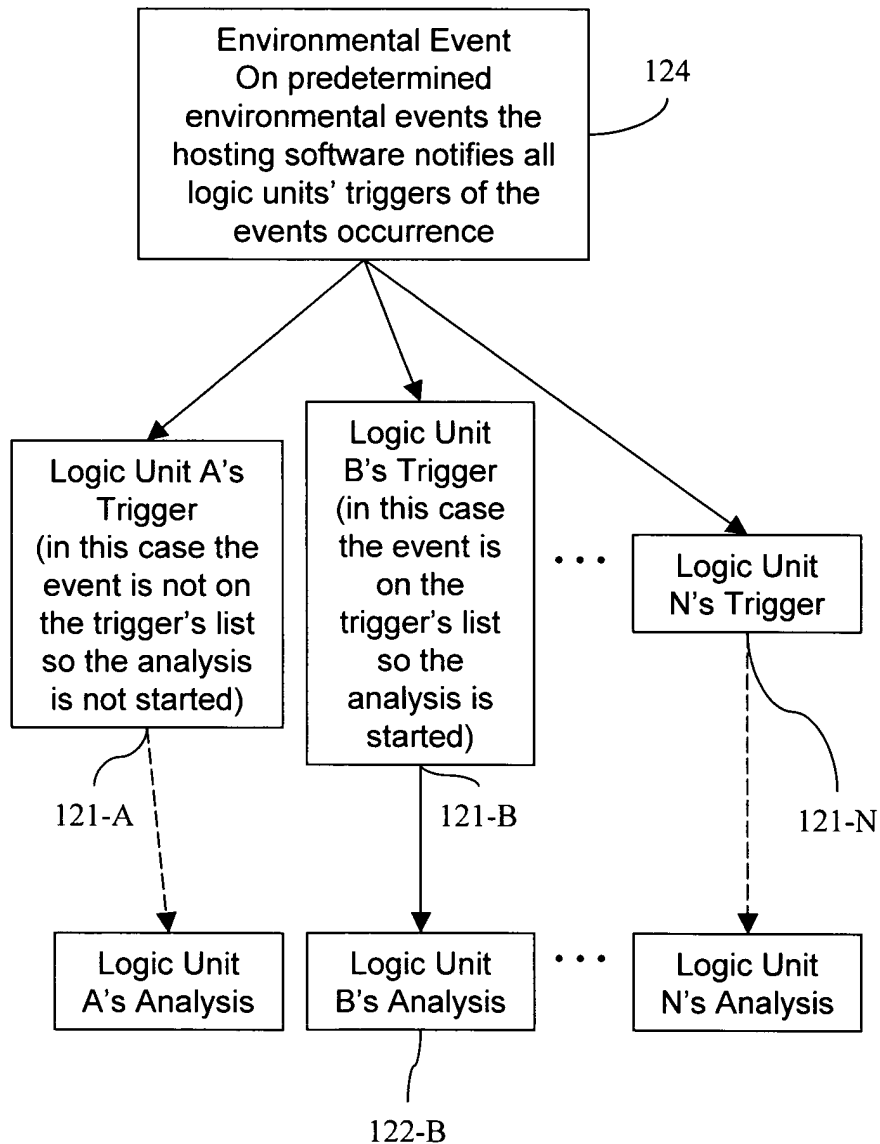 Environmental Event
On predetermined
environmental events the
hosting software notifies all
logic units' triggers of the
events occurrence
124
Logic Unit A's
Trigger
(in this case the
event is not on
the trigger's list
so the analysis
is not started)
Logic Unit
B's Trigger
(in this case
the event is
on the
trigger's list
so the
analysis is
started)
• • •
Logic Unit
N's Trigger
121-A
121-B
121-N
Logic Unit
A's Analysis
Logic Unit
B's Analysis
• • •
Logic Unit
N's Analysis
122-B